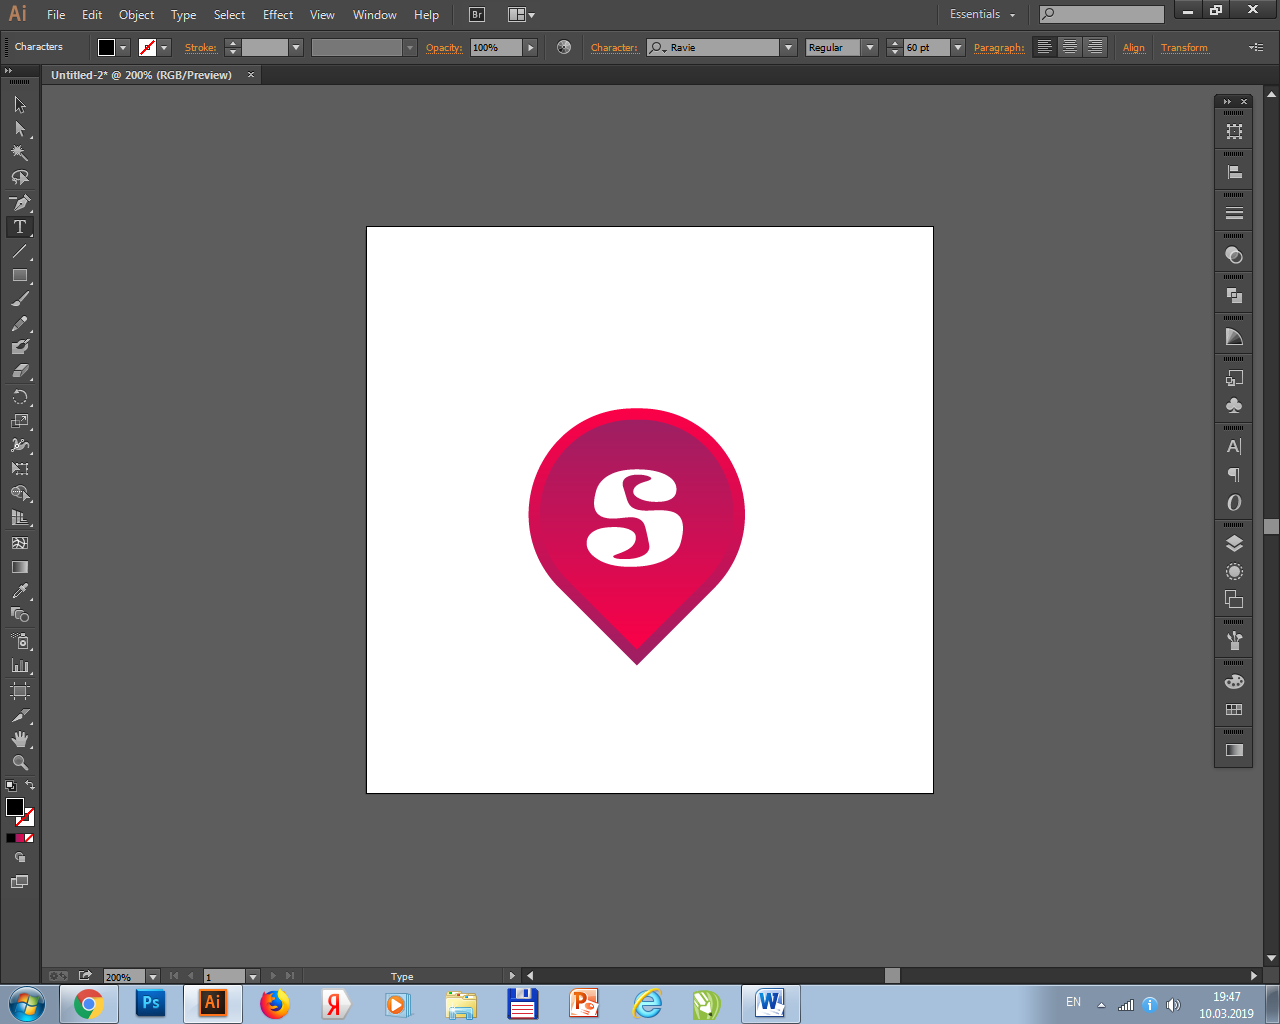 Ai File Edit Object Type Select Effect View Window Help Br Essentials
Characters Stroke: Opacity: 100% Character: Ravie Regular 60 pt Paragraph: Align Transform
Untitled-2* @ 200% (RGB/Preview)
T
A
O
S
200% 1 Type
Ps Ai Я P W EN 19:47
10.03.2019